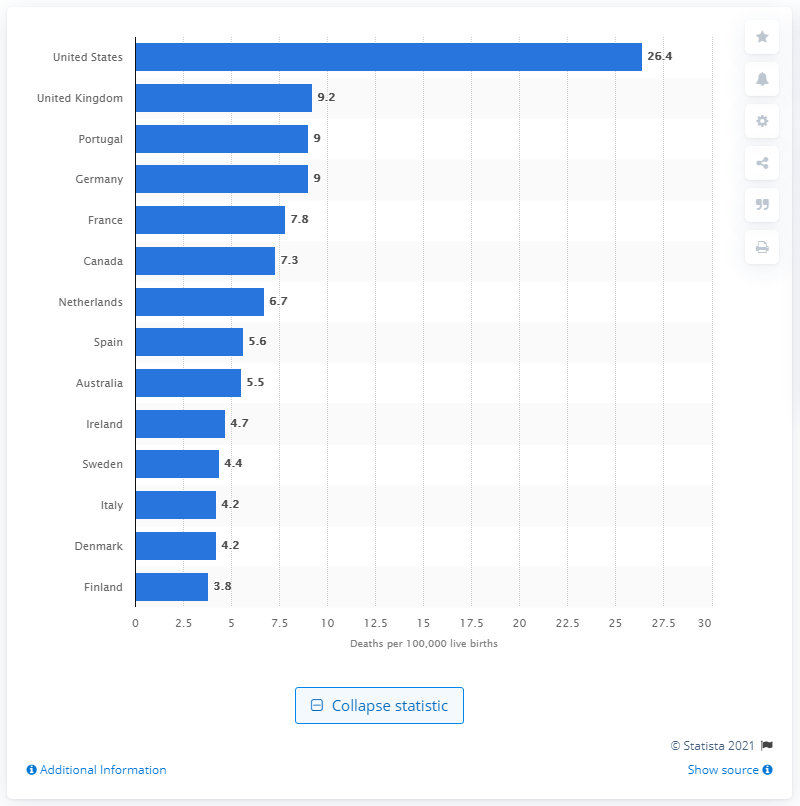 United States 26.4
United Kingdom 9.2
Portugal 9
Germany 9
France 7.8
Canada 7.3
Netherlands 6.7
Spain 5.6
Australia 5.5
Ireland 4.7
Sweden 4.4
Italy 4.2
Denmark 4.2
Finland 3.8
0 2.5 5 7.5 10 12.5 15 17.5 20 22.5 25 27.5 30
Deaths per 100,000 live births
Collapse statistic
© Statista 2021
Additional Information Show source